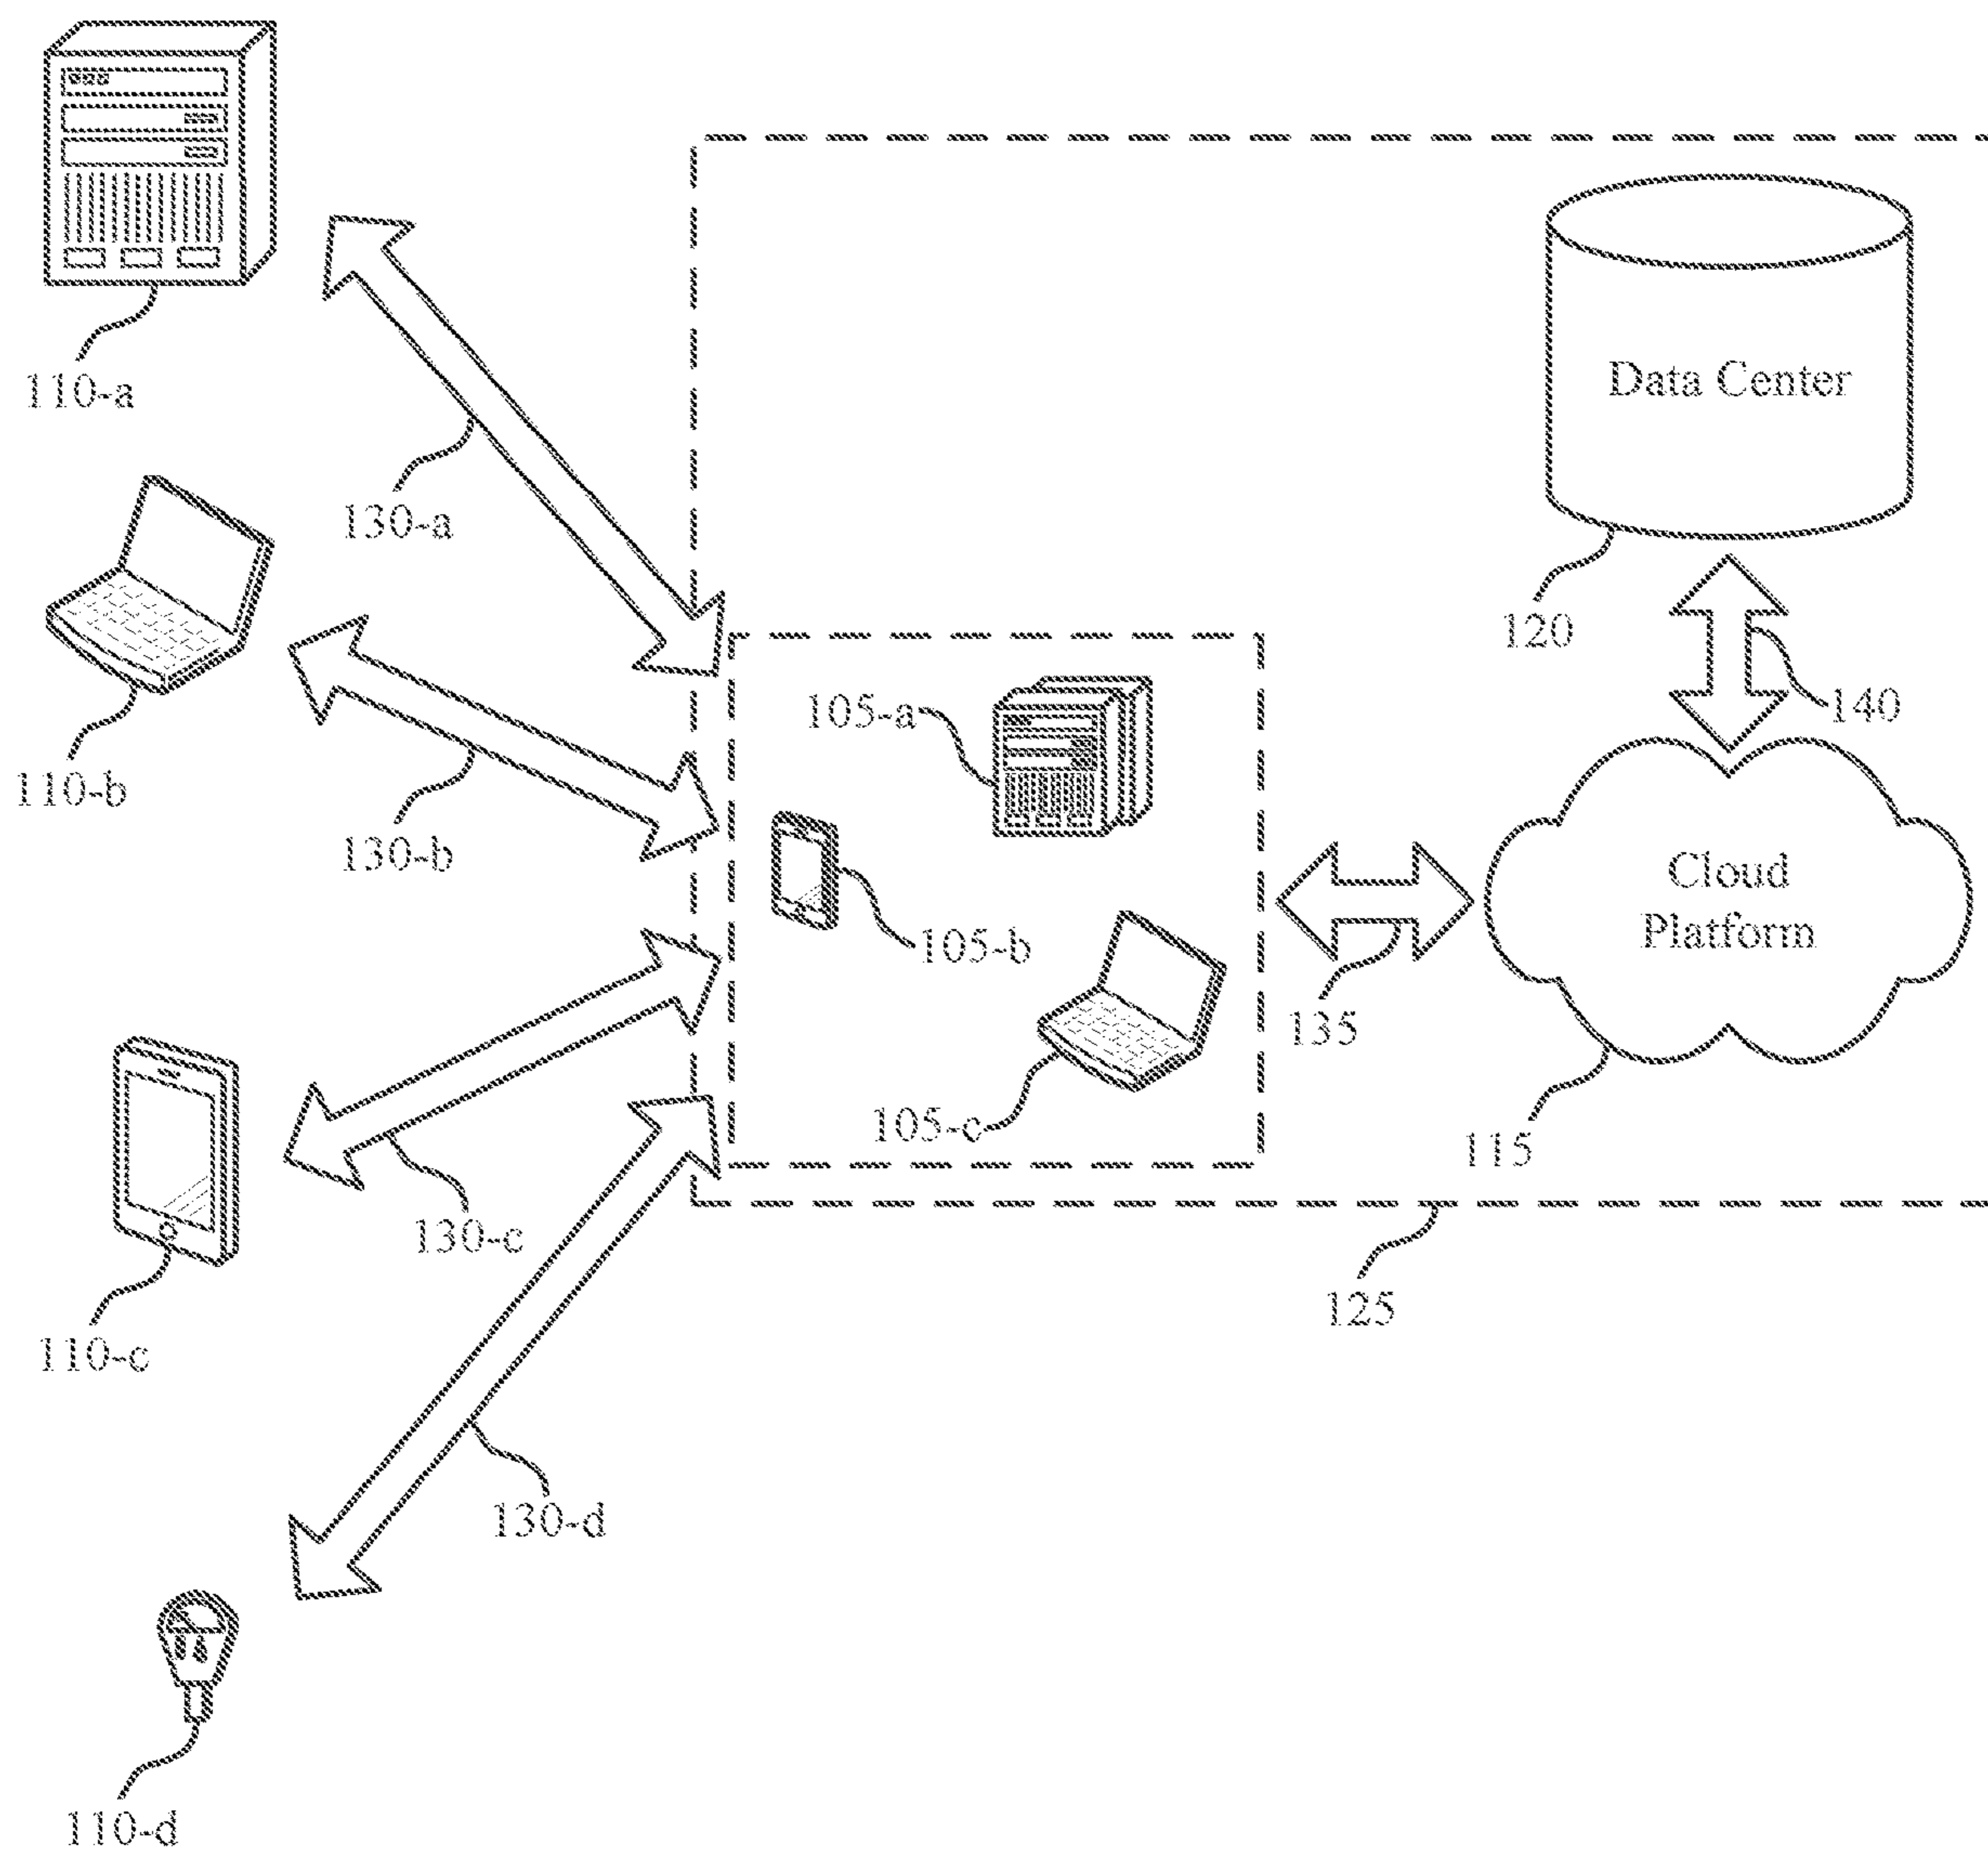 110-a
130-a
Data Center
120
140
110-b
130-b
105-a
105-b
105-c
135
Cloud
Platform
115
110-c
130-c
125
130-d
110-d